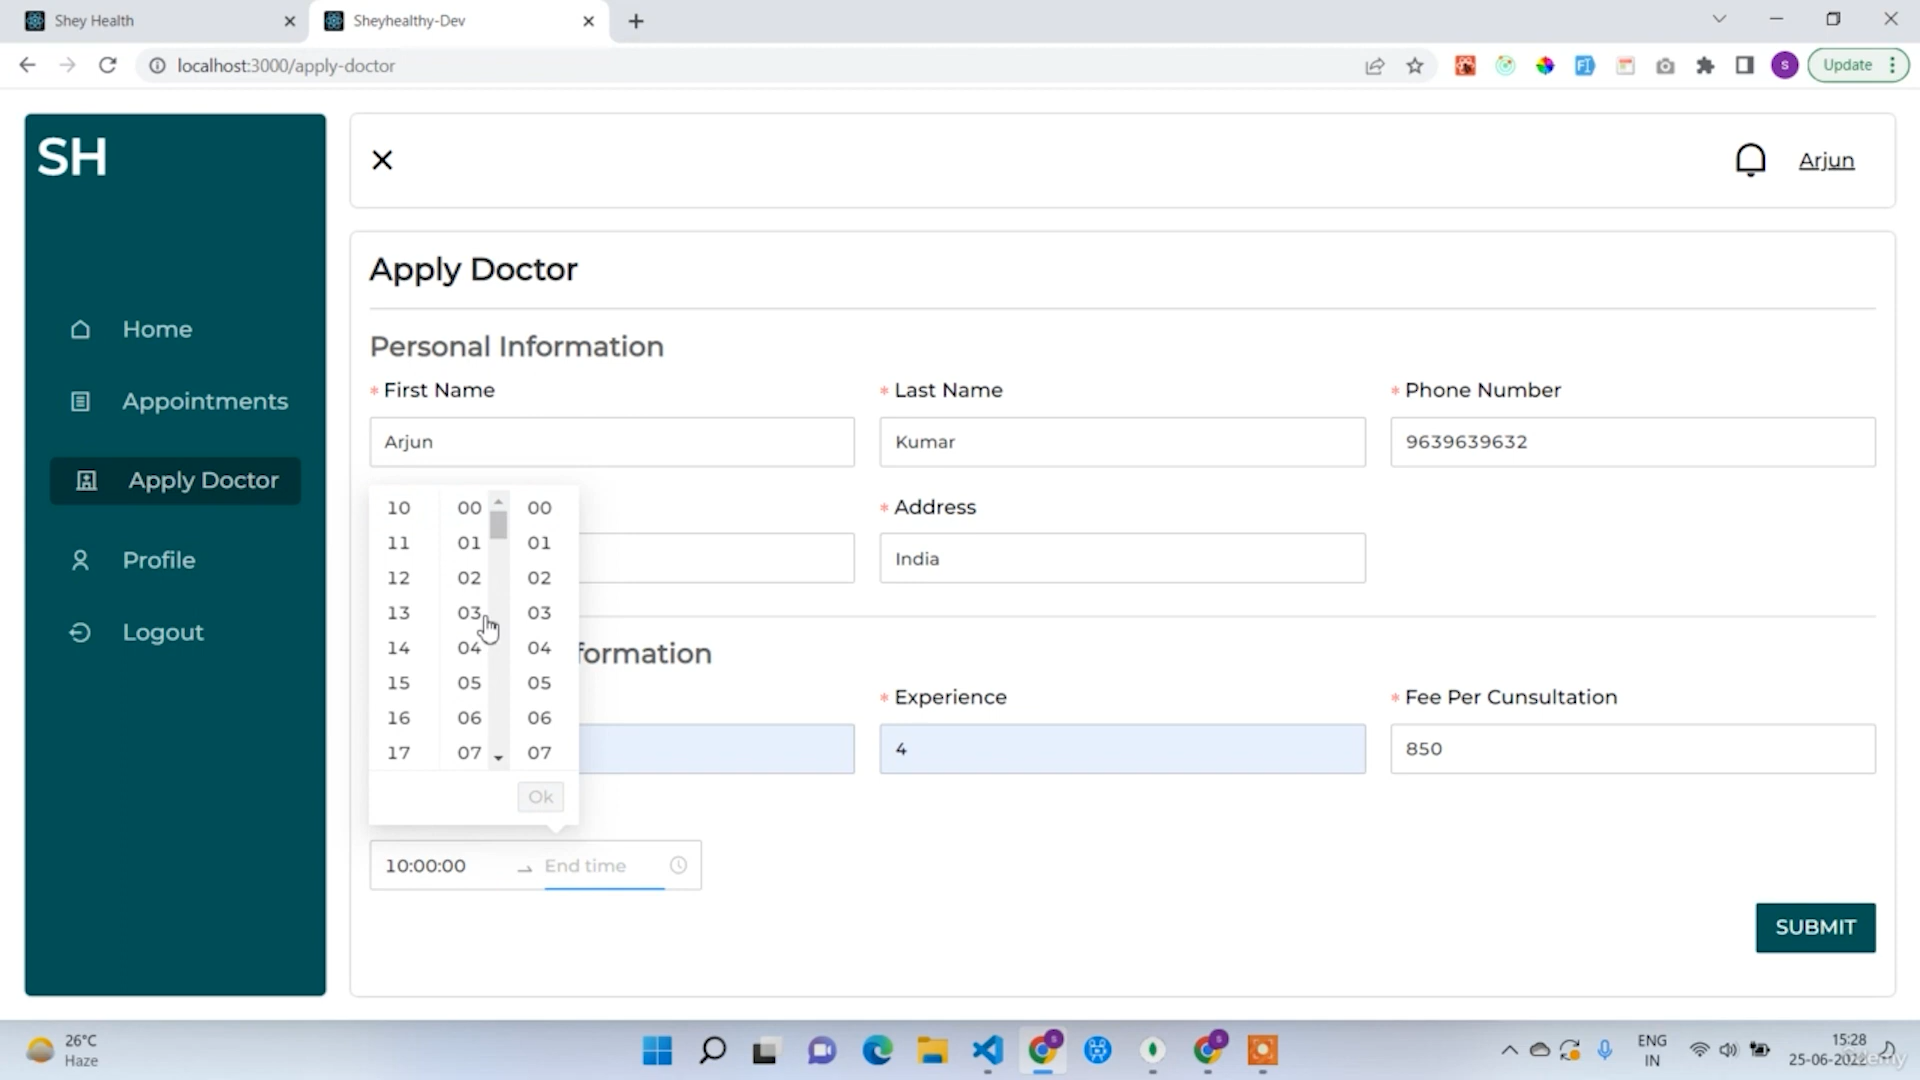 Shey Health
Sheyhealthy-Dev
localhost:3000/apply-doctor
Update
SH
Arjun
Home
Appointments
Apply Doctor
Profile
Logout
Apply Doctor
Personal Information
* First Name
* Last Name
* Phone Number
Arjun
Kumar
9639639632
* Address
India
10 00 00
11 01 01
12 02 02
13 03 03
14 04 04
15 05 05
16 06 06
17 07 07
Ok
formation
* Experience
* Fee Per Cunsultation
4
850
10:00:00
End time
SUBMIT
26°C
Haze
ENG
IN
15:28
25-06-2022